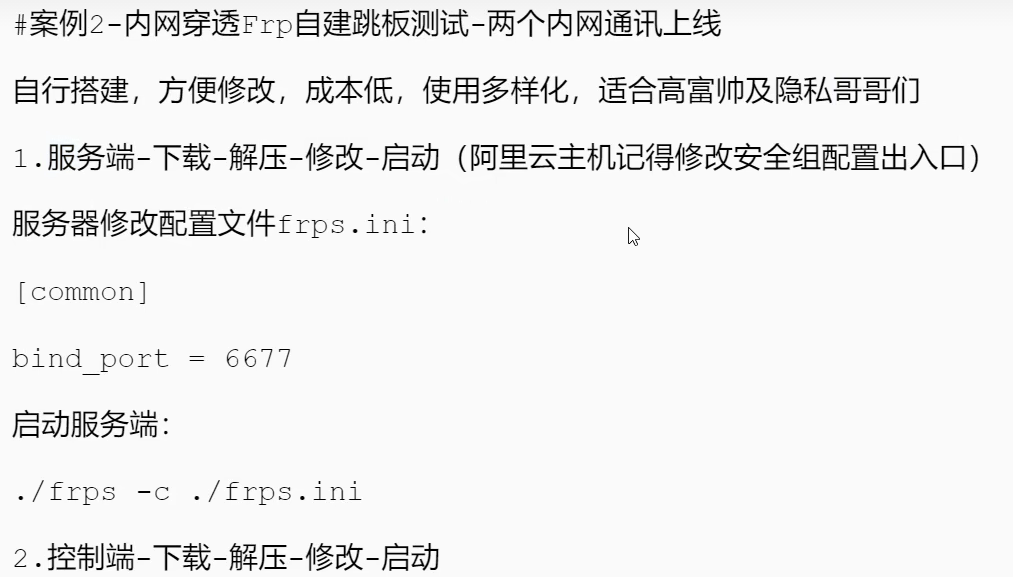 #案例2-内网穿透Frp自建跳板测试-两个内网通讯上线
自行搭建，方便修改，成本低，使用多样化，适合高富帅及隐私哥哥们
1.服务端-下载-解压-修改-启动（阿里云主机记得修改安全组配置出入口）
服务器修改配置文件frps.ini：
[common]
bind_port = 6677
启动服务端：
./frps -c ./frps.ini
2.控制端-下载-解压-修改-启动